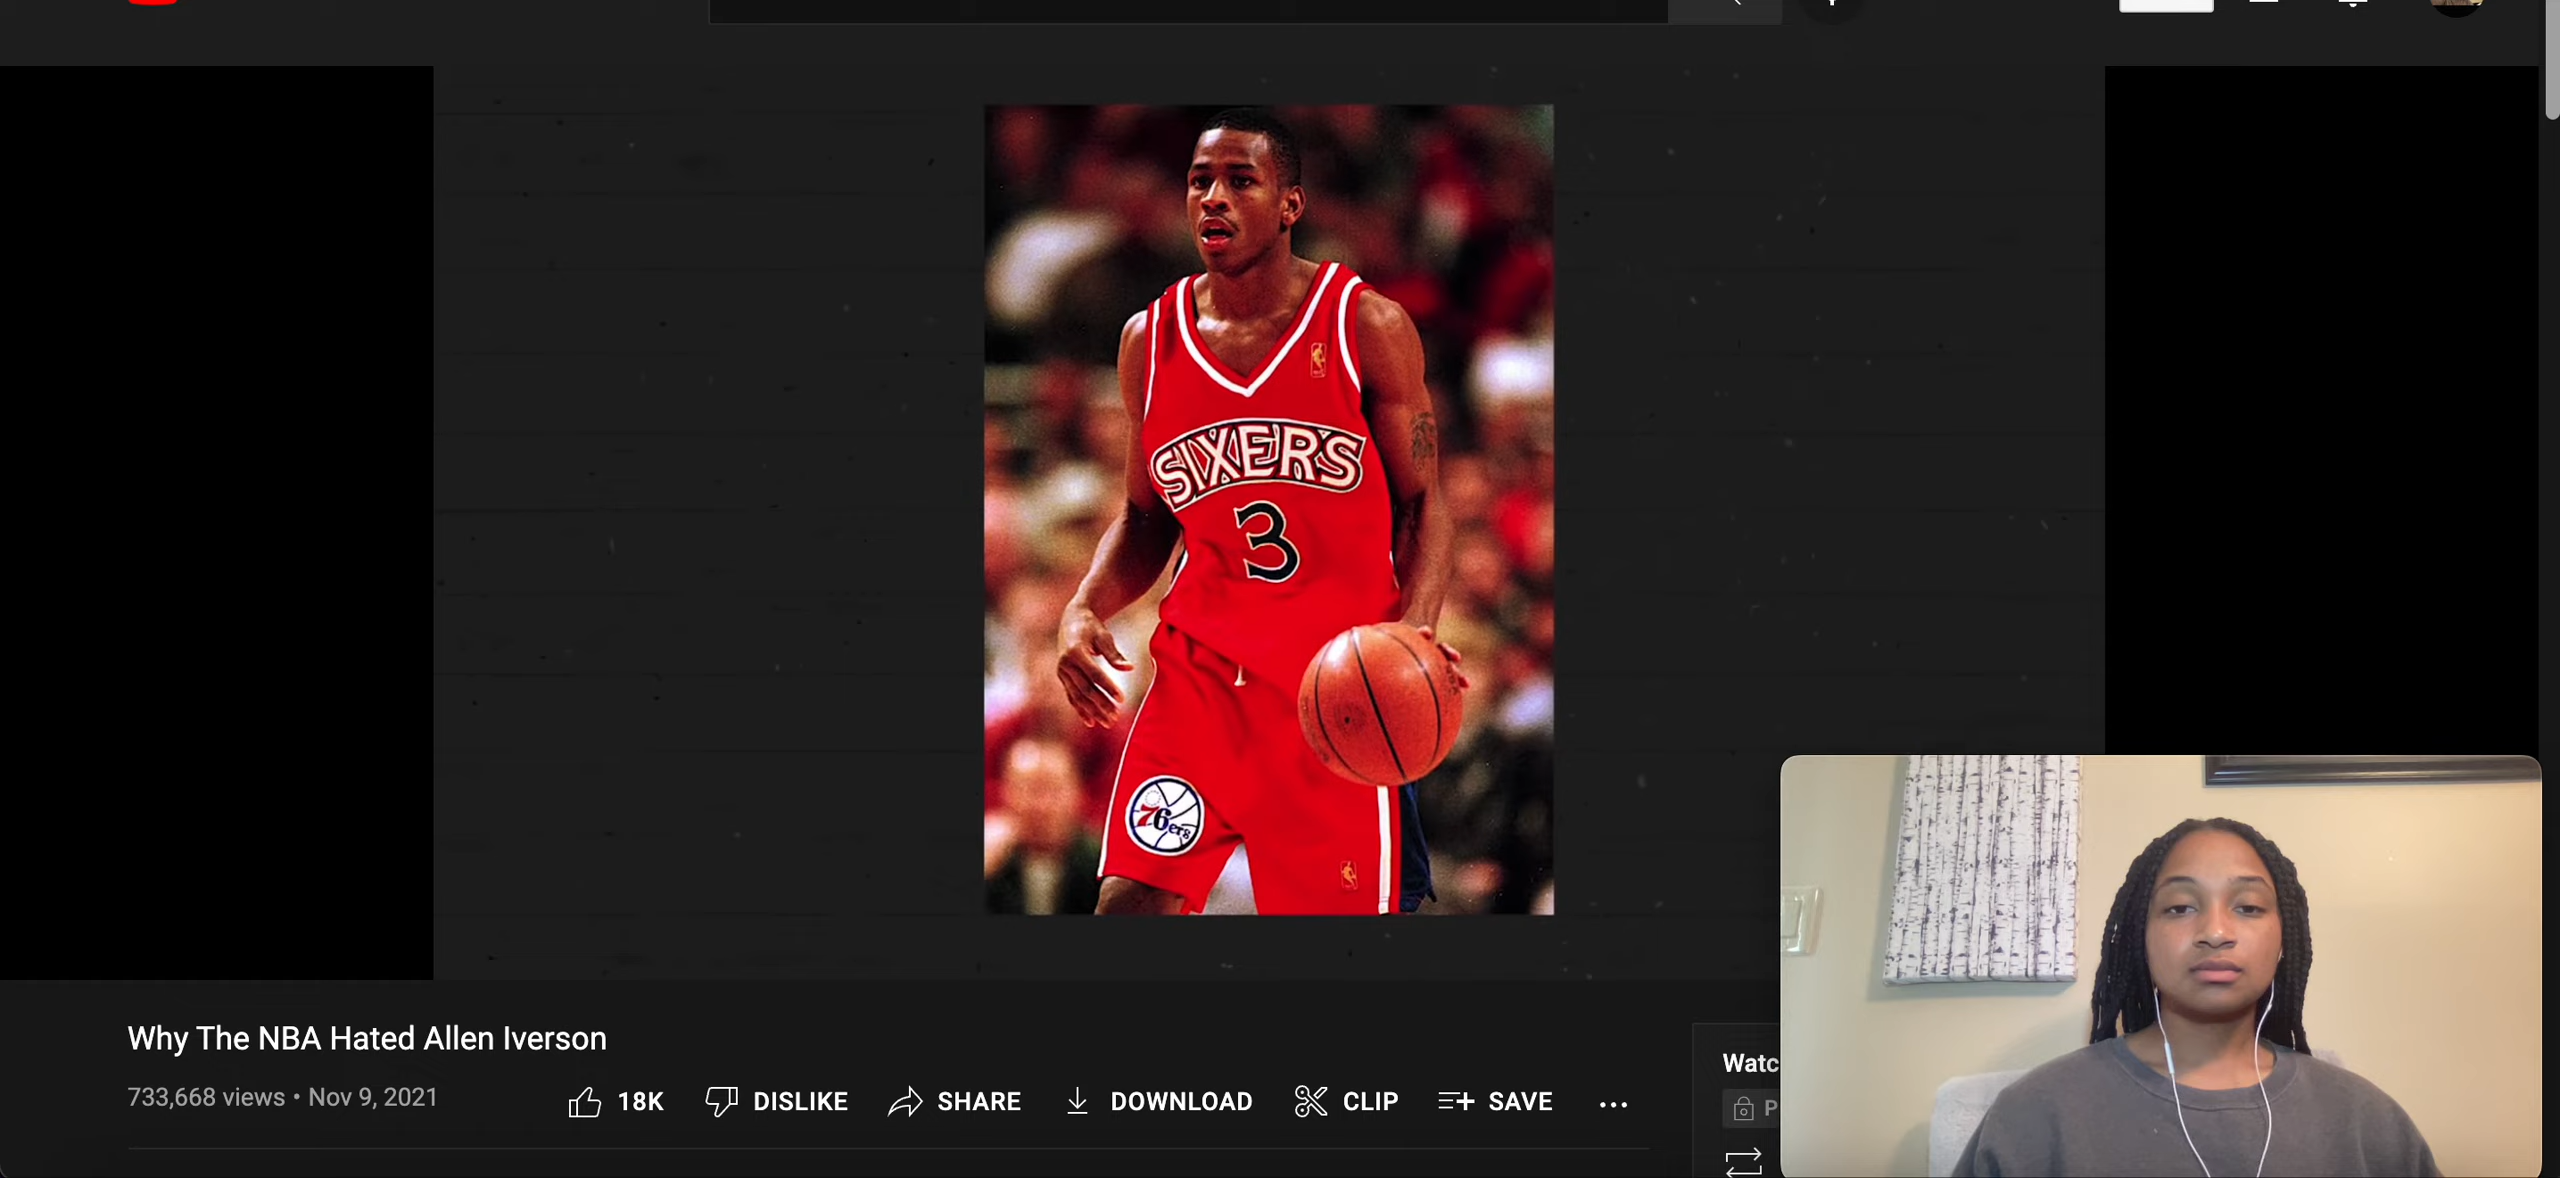 SIXERS
3
76ers
Why The NBA Hated Allen Iverson
733,668 views • Nov 9, 2021
18K DISLIKE SHARE DOWNLOAD CLIP SAVE ...
Watc
P